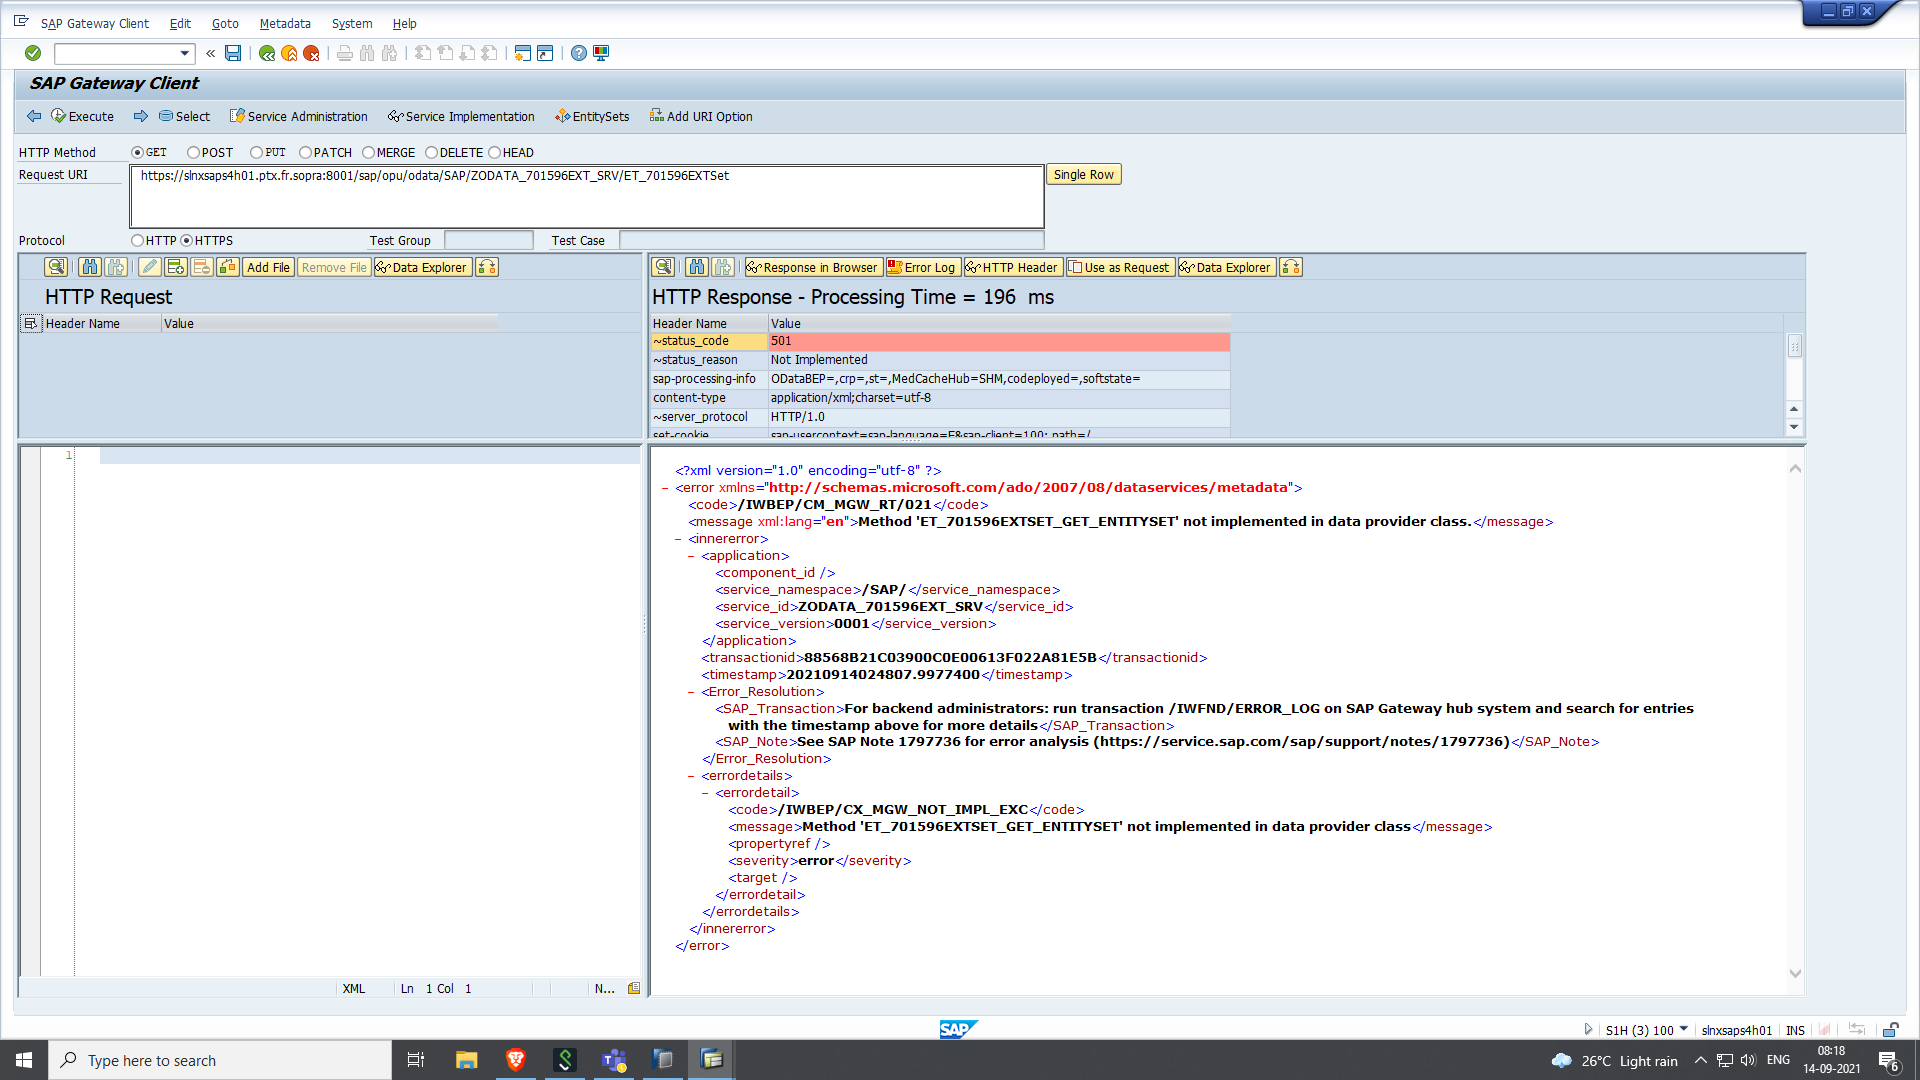 SAP Gateway Client Edit Goto Metadata System Help
SAP Gateway Client
Execute Select Service Administration Service Implementation EntitySets Add URI Option
HTTP Method GET POST PUT PATCH MERGE DELETE HEAD
Request URI https://slnxsaps4h01.ptx.fr.sopra:8001/sap/opu/odata/SAP/ZODATA_701596EXT_SRV/ET_701596EXTSet Single Row
Protocol HTTP HTTPS Test Group Test Case
Add File Remove File Data Explorer
HTTP Request
Header Name Value
Response in Browser Error Log HTTP Header Use as Request Data Explorer
HTTP Response - Processing Time = 196 ms
Header Name Value
~status_code 501
~status_reason Not Implemented
sap-processing-info ODataBEP=,crp=,st=,MedCacheHub=SHM,codeployed=,softstate=
content-type application/xml;charset=utf-8
~server_protocol HTTP/1.0
set-cookie sap-usercontext=sap-language=E&sap-client=100; path=/
1
<?xml version="1.0" encoding="utf-8" ?>
- <error xmlns="http://schemas.microsoft.com/ado/2007/08/dataservices/metadata">
<code>/IWBEP/CM_MGW_RT/021</code>
<message xml:lang="en">Method 'ET_701596EXTSET_GET_ENTITYSET' not implemented in data provider class.</message>
- <innererror>
- <application>
<component_id />
<service_namespace>/SAP/</service_namespace>
<service_id>ZODATA_701596EXT_SRV</service_id>
<service_version>0001</service_version>
</application>
<transactionid>88568B21C03900C0E00613F022A81E5B</transactionid>
<timestamp>20210914024807.9977400</timestamp>
- <Error_Resolution>
<SAP_Transaction>For backend administrators: run transaction /IWFND/ERROR_LOG on SAP Gateway hub system and search for entries
with the timestamp above for more details</SAP_Transaction>
<SAP_Note>See SAP Note 1797736 for error analysis (https://service.sap.com/sap/support/notes/1797736)</SAP_Note>
</Error_Resolution>
- <errordetails>
- <errordetail>
<code>/IWBEP/CX_MGW_NOT_IMPL_EXC</code>
<message>Method 'ET_701596EXTSET_GET_ENTITYSET' not implemented in data provider class</message>
<propertyref />
<severity>error</severity>
<target />
</errordetail>
</errordetails>
</innererror>
</error>
XML Ln 1 Col 1 N...
SAP
S1H (3) 100 slnxsaps4h01 INS
Type here to search
26°C Light rain ENG 08:18
14-09-2021
6